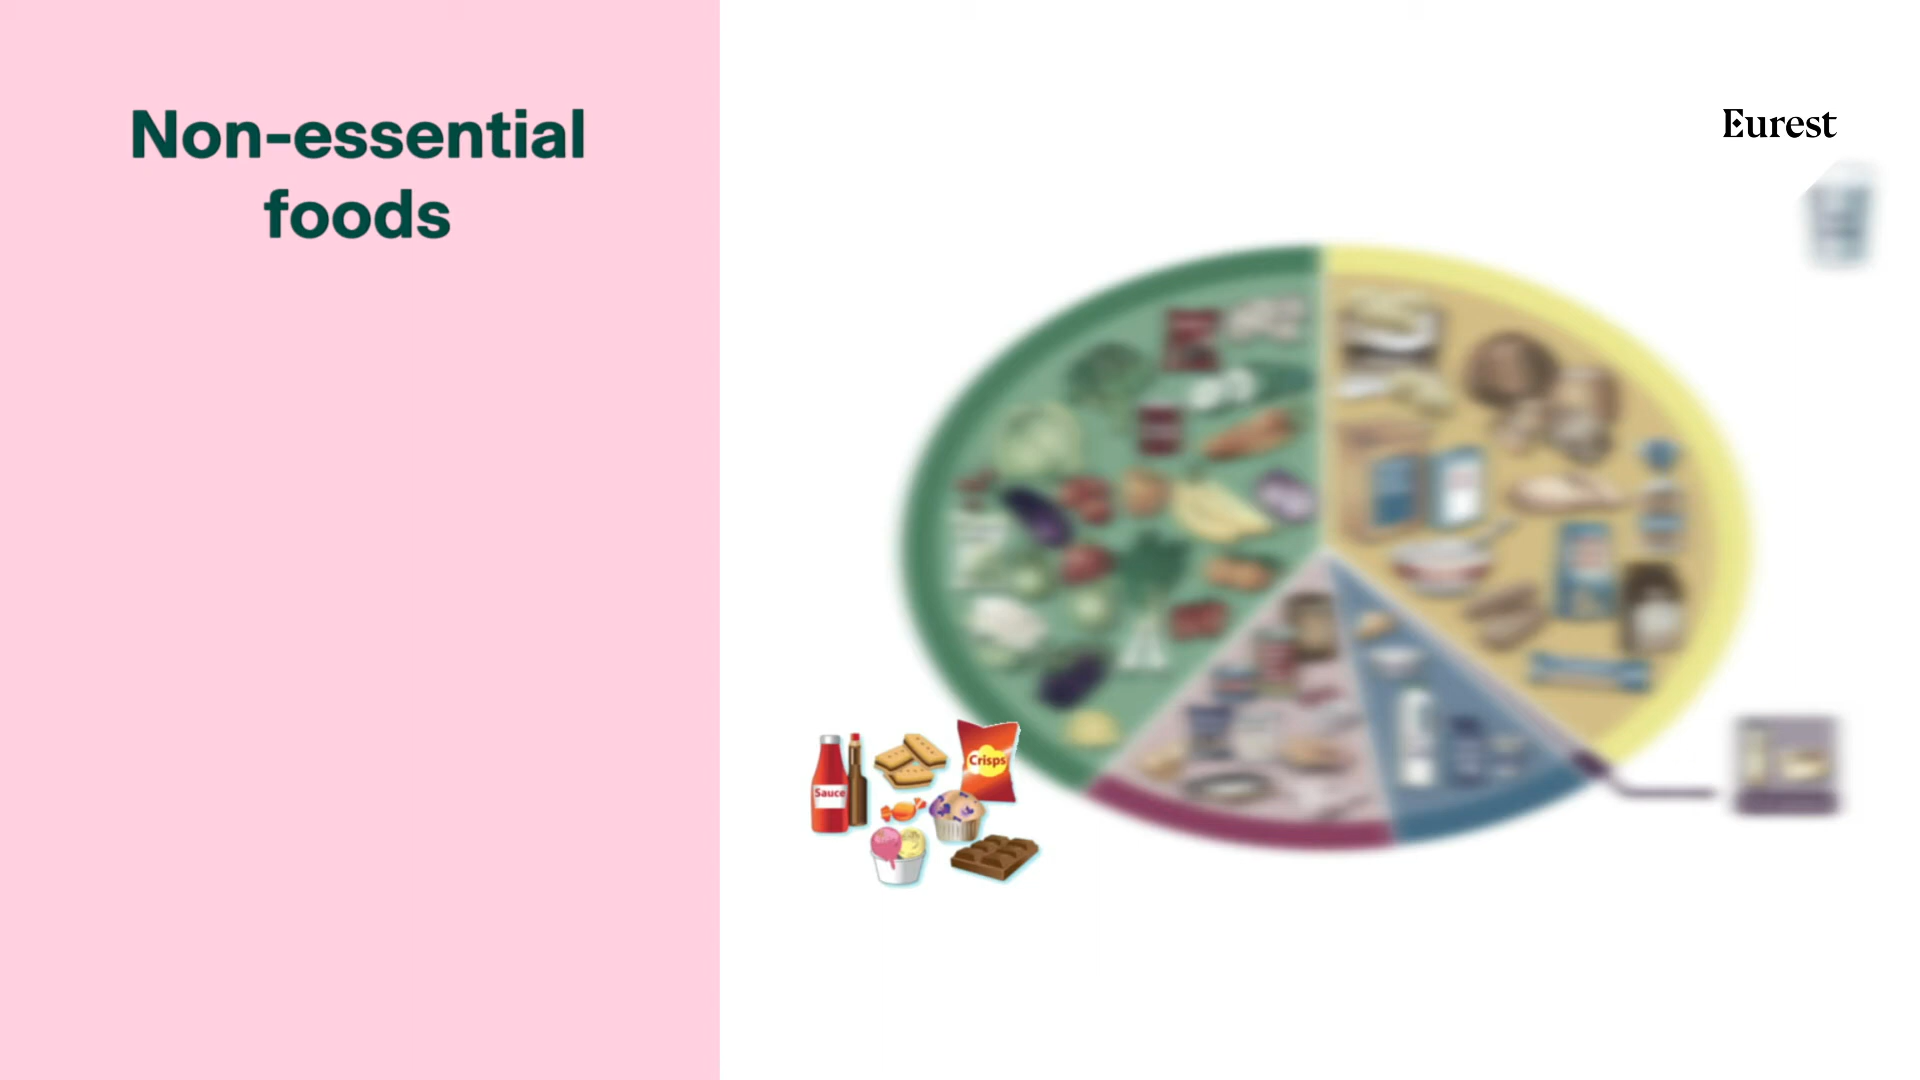 Non-essential
foods
Eurest
Crisps
Sauce